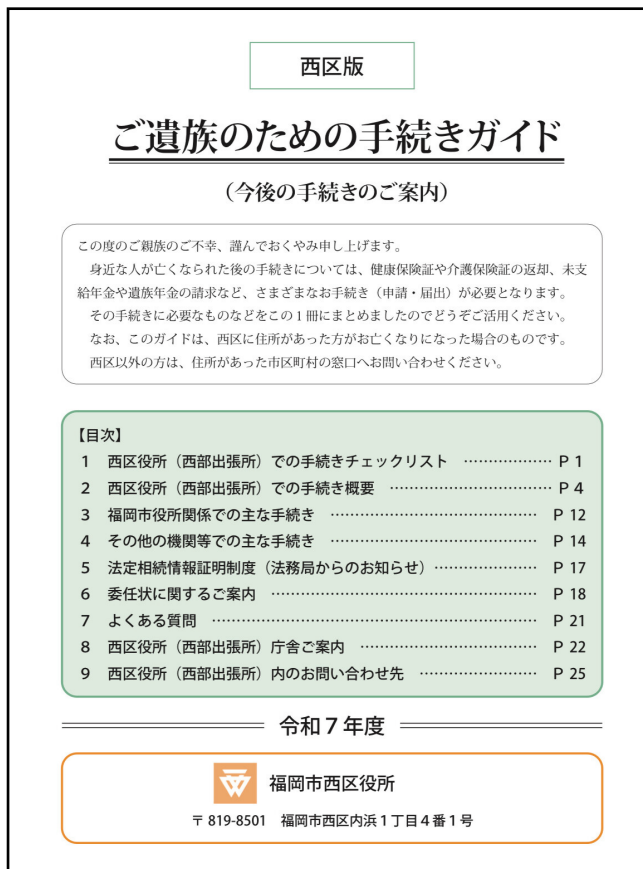 西区版
ご遺族のための手続きガイド
（今後の手続きのご案内）
この度のご親族のご不幸、謹んでおくやみ申し上げます。
身近な人が亡くなられた後の手続きについては、健康保険証や介護保険証の返却、未支
給年金や遺族年金の請求など、さまざまなお手続き（申請・届出）が必要となります。
その手続きに必要なものなどをこの１冊にまとめましたのでどうぞご活用ください。
なお、このガイドは、西区に住所があった方がお亡くなりになった場合のものです。
西区以外の方は、住所があった市区町村の窓口へお問い合わせください。
【目次】
1 西区役所（西部出張所）での手続きチェックリスト ……………… P 1
2 西区役所（西部出張所）での手続き概要 …………………………… P 4
3 福岡市役所関係での主な手続き …………………………………… P 12
4 その他の機関等での主な手続き …………………………………… P 14
5 法定相続情報証明制度（法務局からのお知らせ）………………… P 17
6 委任状に関するご案内 ……………………………………………… P 18
7 よくある質問 ………………………………………………………… P 21
8 西区役所（西部出張所）庁舎ご案内 ……………………………… P 22
9 西区役所（西部出張所）内のお問い合わせ先 …………………… P 25
令和７年度
福岡市西区役所
〒 819-8501 福岡市西区内浜１丁目４番１号